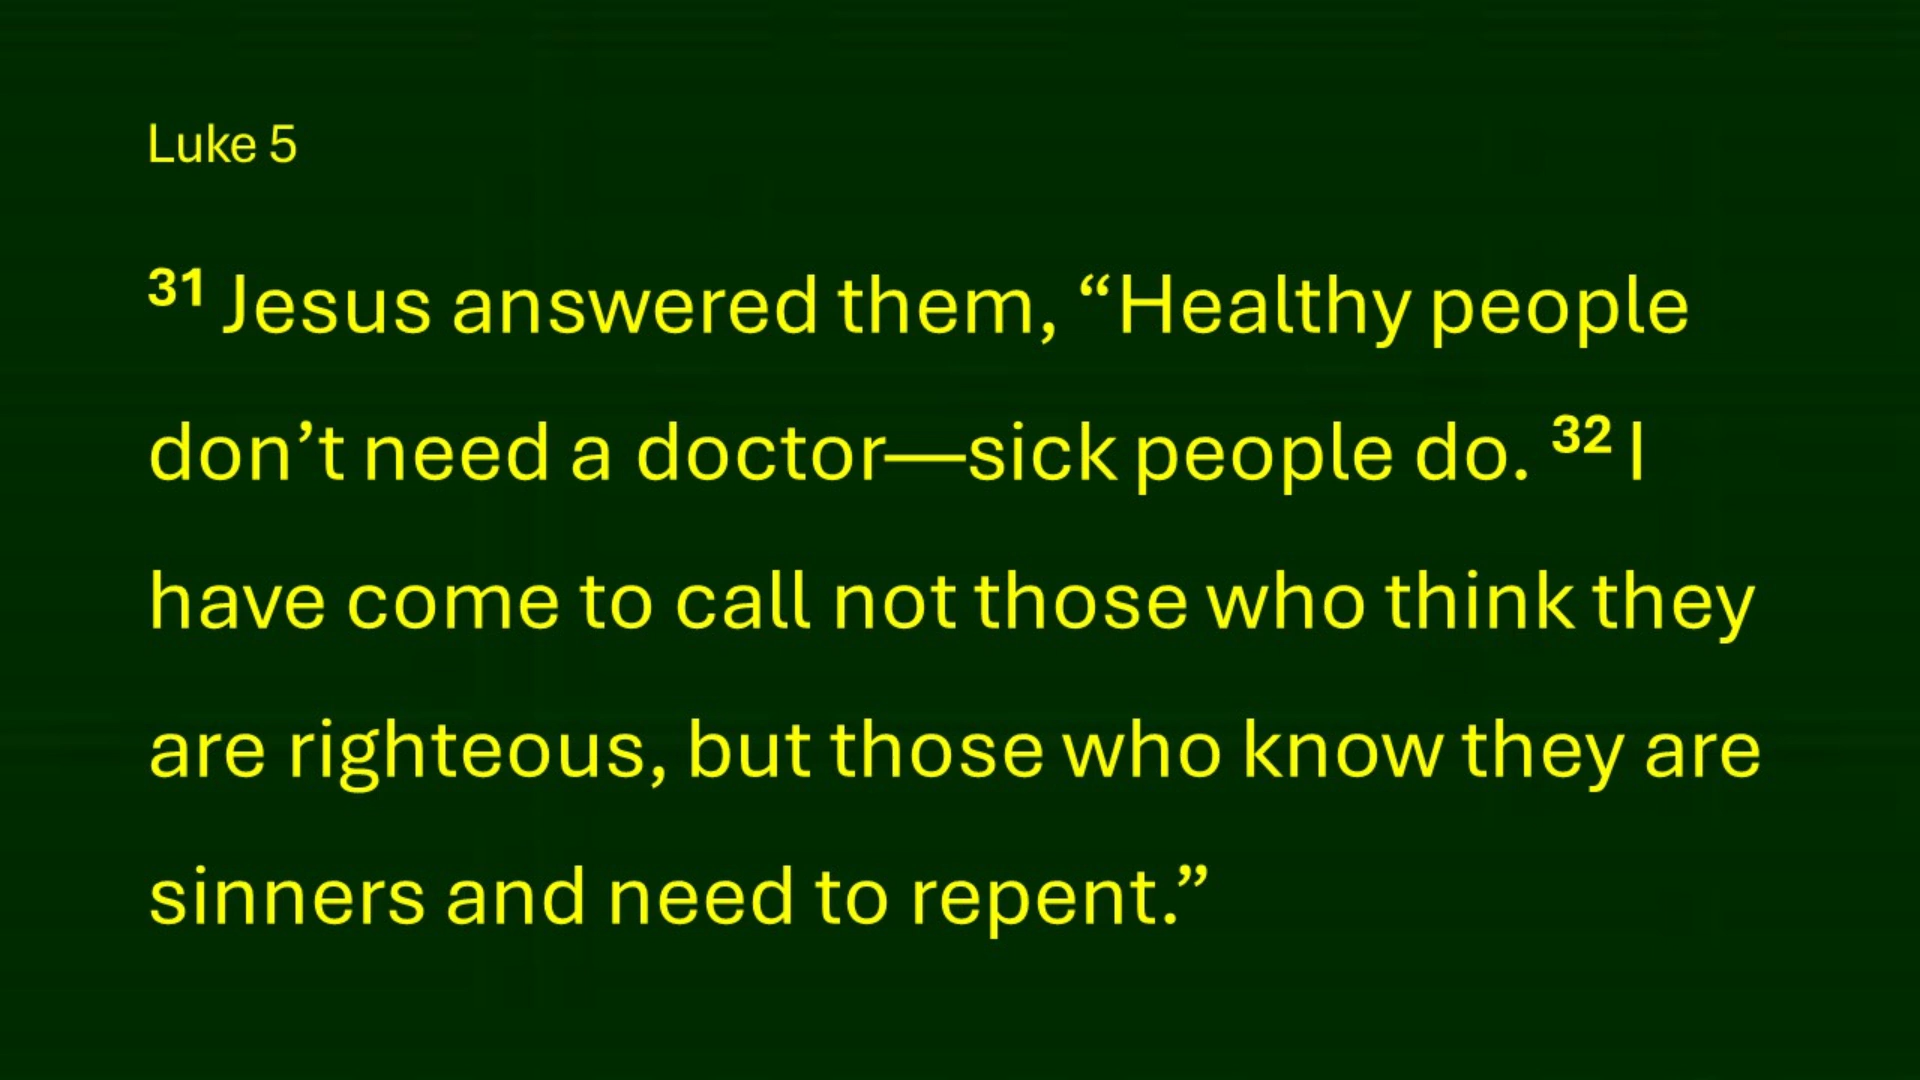 Luke 5
31 Jesus answered them, “Healthy people
don’t need a doctor—sick people do. 32 I
have come to call not those who think they
are righteous, but those who know they are
sinners and need to repent.”